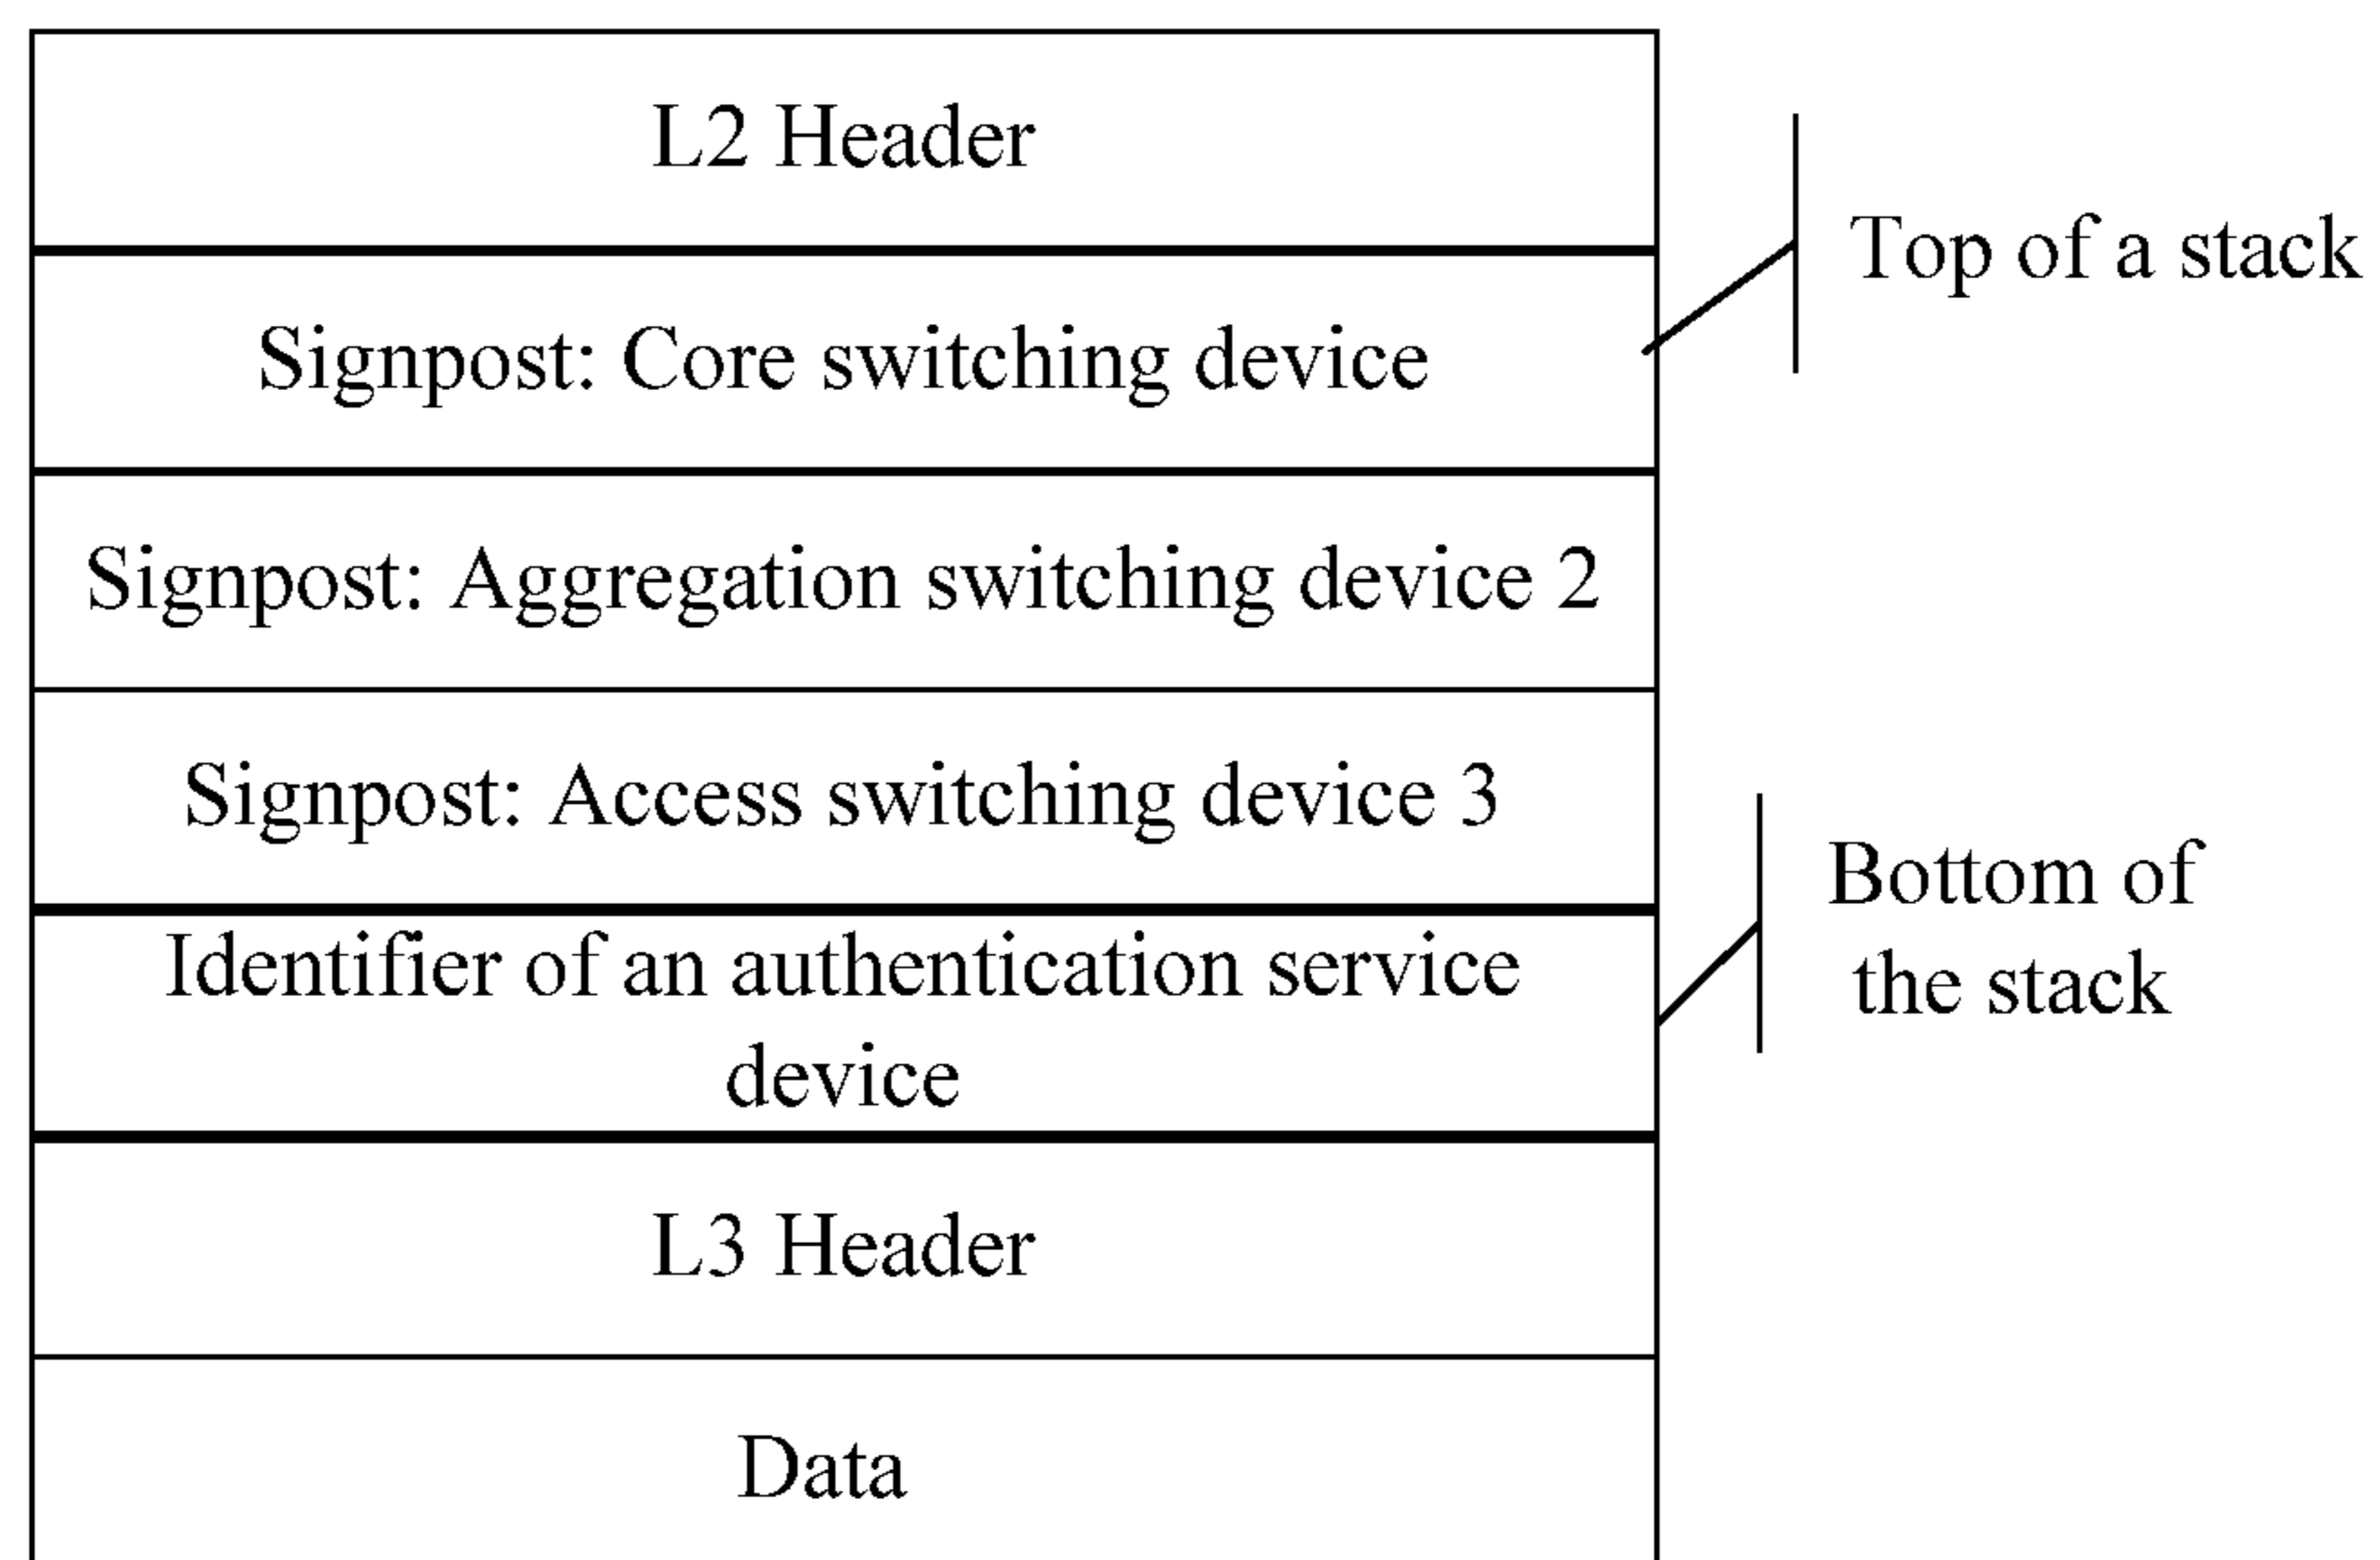 L2 Header
Signpost: Core switching device
Top of a stack
Signpost: Aggregation switching device 2
Signpost: Access switching device 3
Identifier of an authentication service
device
Bottom of
the stack
L3 Header
Data